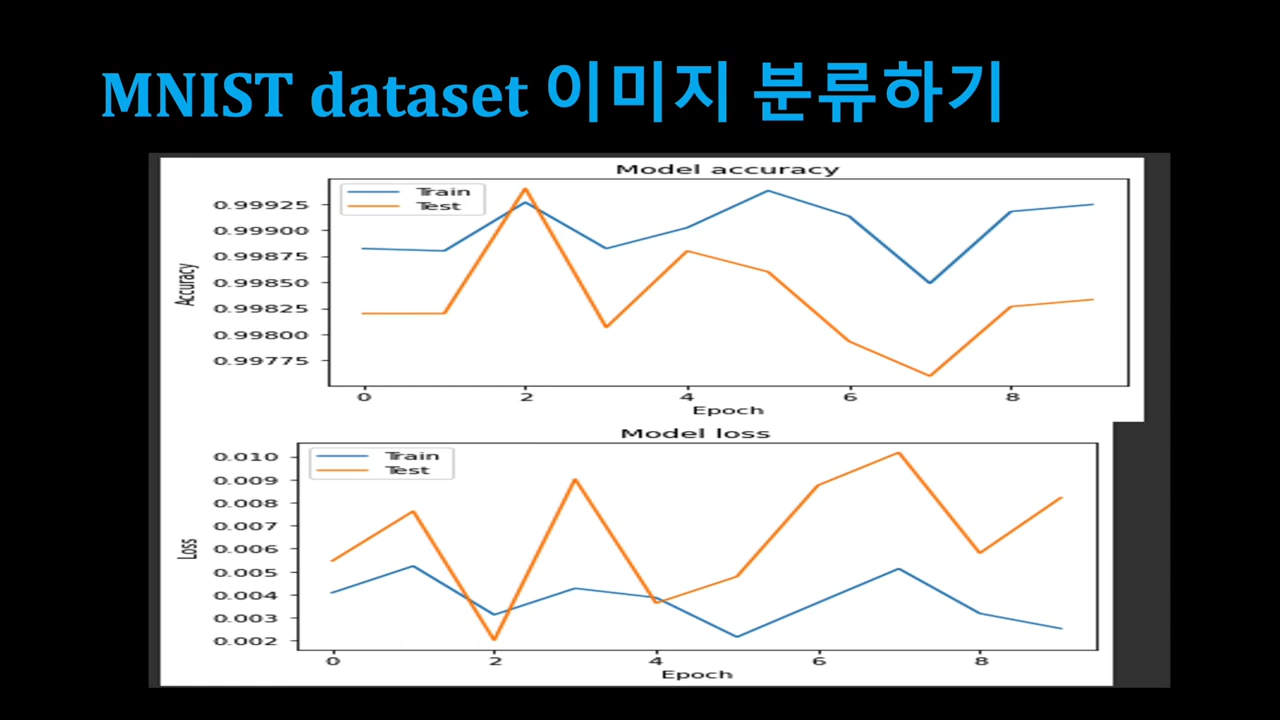 MNIST dataset 이미지 분류하기
Model accuracy
Train
Test
0.99925
0.99900
0.99875
0.99850
0.99825
0.99800
0.99775
Accuracy
0 2 4 6 8
Epoch
Model loss
Train
Test
0.010
0.009
0.008
0.007
0.006
0.005
0.004
0.003
0.002
Loss
0 2 4 6 8
Epoch